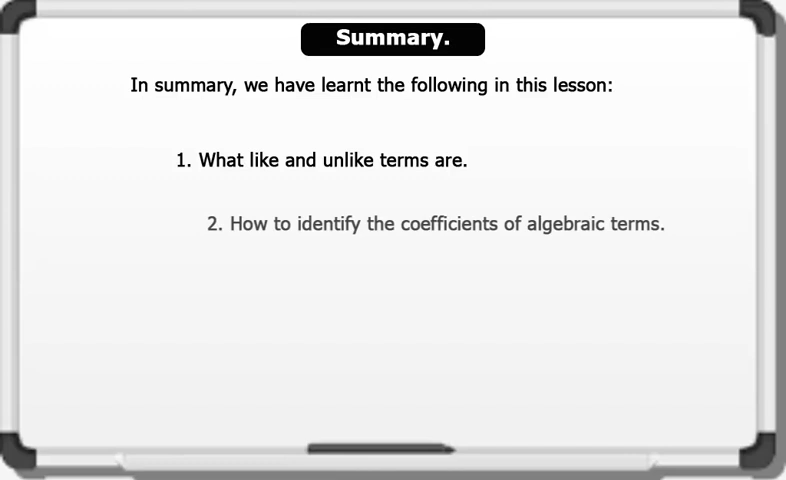 Summary.
In summary, we have learnt the following in this lesson:
1. What like and unlike terms are.
2. How to identify the coefficients of algebraic terms.